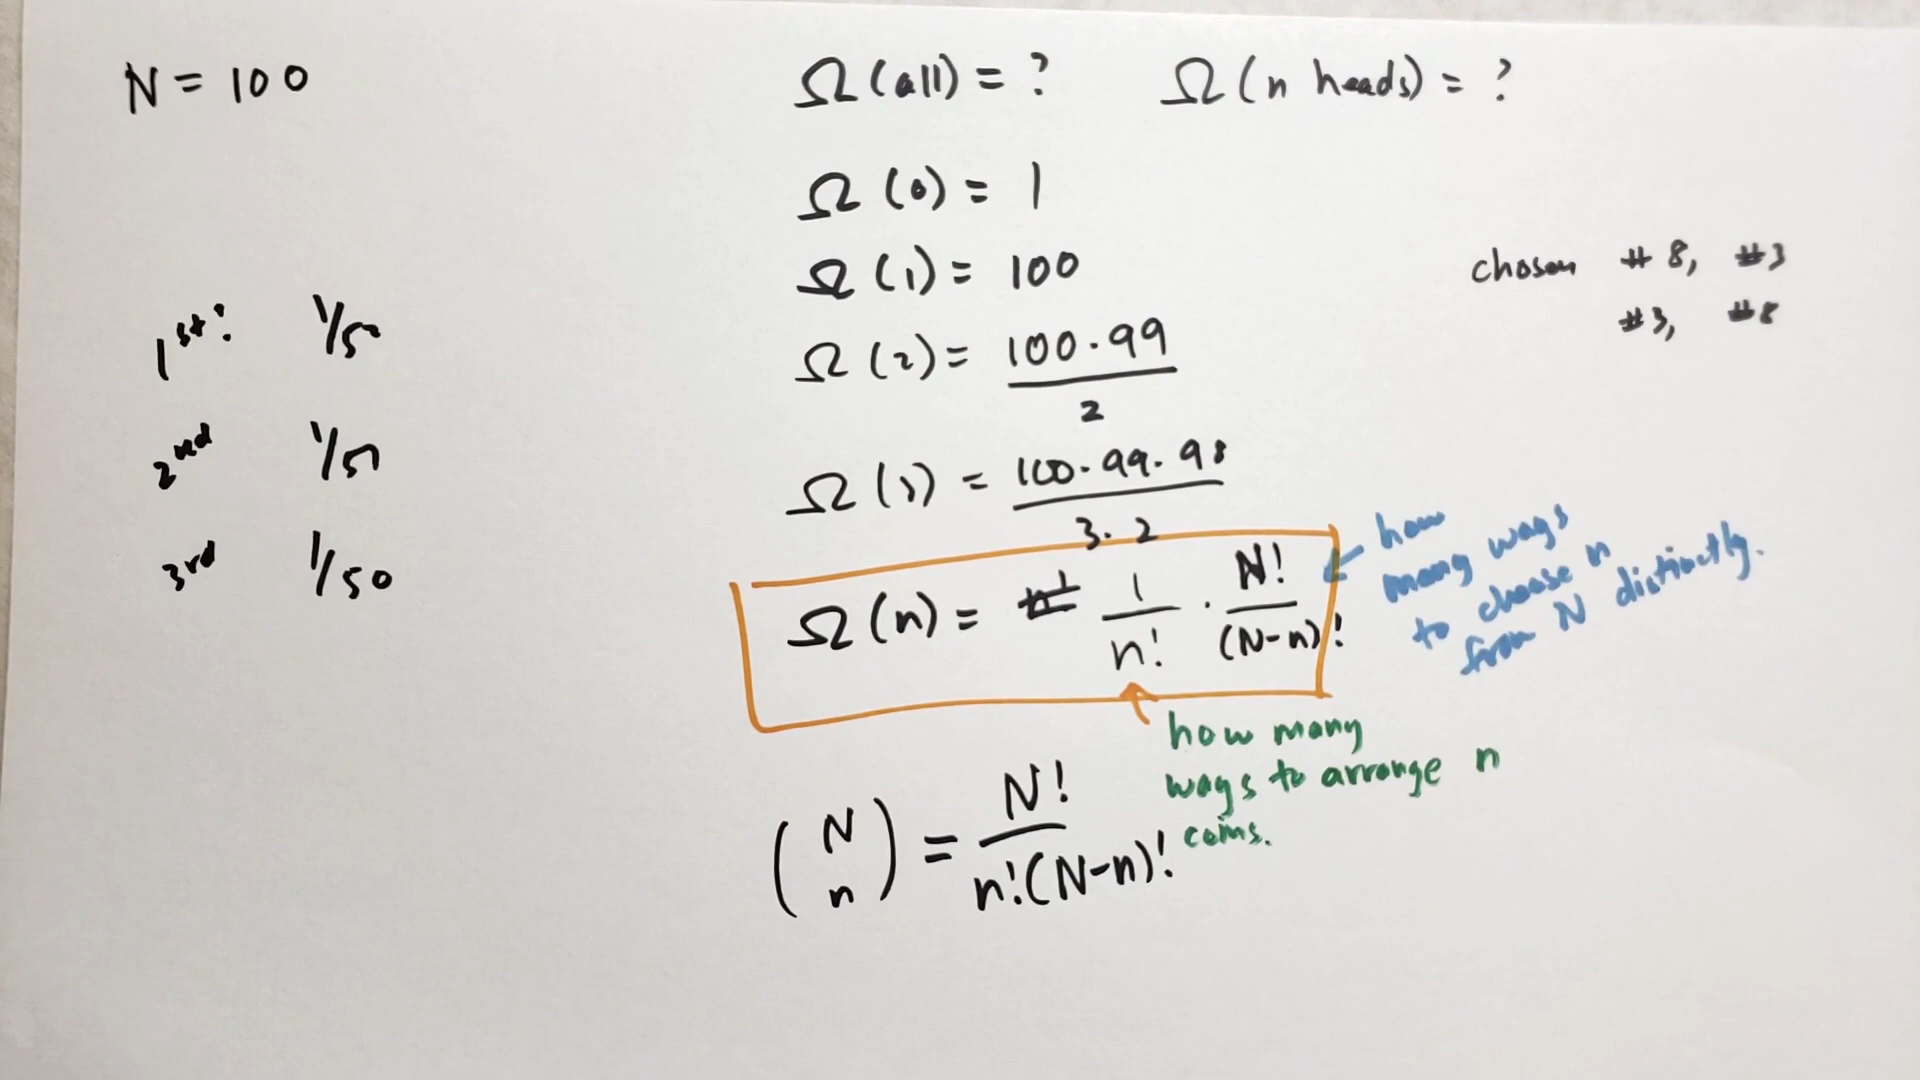 N = 100
Ω(all) = ?
Ω(n heads) = ?
Ω(0) = 1
Ω(1) = 100
Ω(2) = 100·99 / 2
Ω(3) = 100·99·98 / 3·2
Ω(n) = 1/n! · N!/(N-n)!
(N n) = N! / n!(N-n)!
1st: 1/50
2nd 1/50
3rd 1/50
chosen #8, #3
#3, #8
how
many ways
to choose n
from N distinctly.
how many
ways to arrange n
coins.